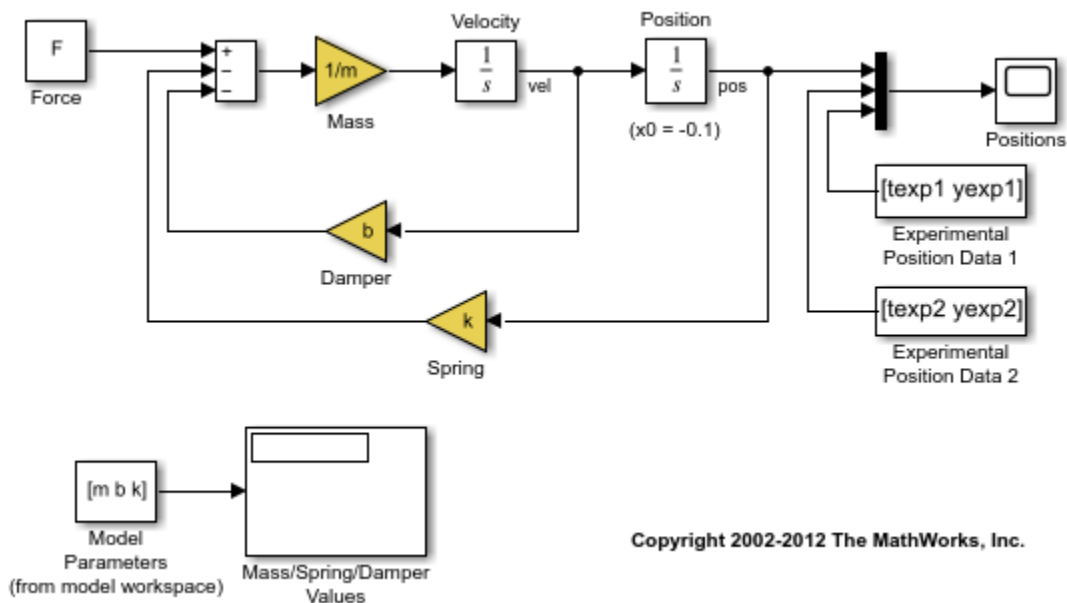 Velocity
Position
F
+
−
−
1/m
1
s
vel
1
s
pos
Force
Mass
(x0 = -0.1)
Positions
[texp1 yexp1]
Experimental
Position Data 1
b
Damper
[texp2 yexp2]
Experimental
Position Data 2
k
Spring
[m b k]
Model
Parameters
(from model workspace)
Mass/Spring/Damper
Values
Copyright 2002-2012 The MathWorks, Inc.